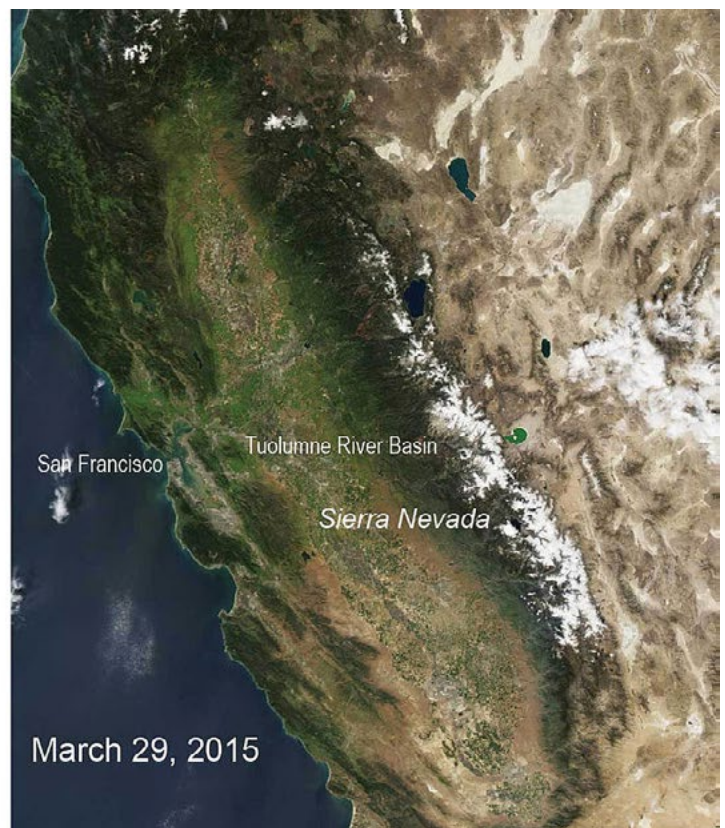 Tuolumne River Basin
San Francisco
Sierra Nevada
March 29, 2015